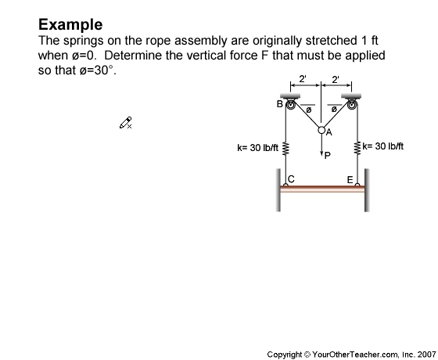 Example
The springs on the rope assembly are originally stretched 1 ft
when ø=0. Determine the vertical force F that must be applied
so that ø=30°.
2' 2'
B ø ø
A
k= 30 lb/ft k= 30 lb/ft
P
C E
Copyright © YourOtherTeacher.com, Inc. 2007